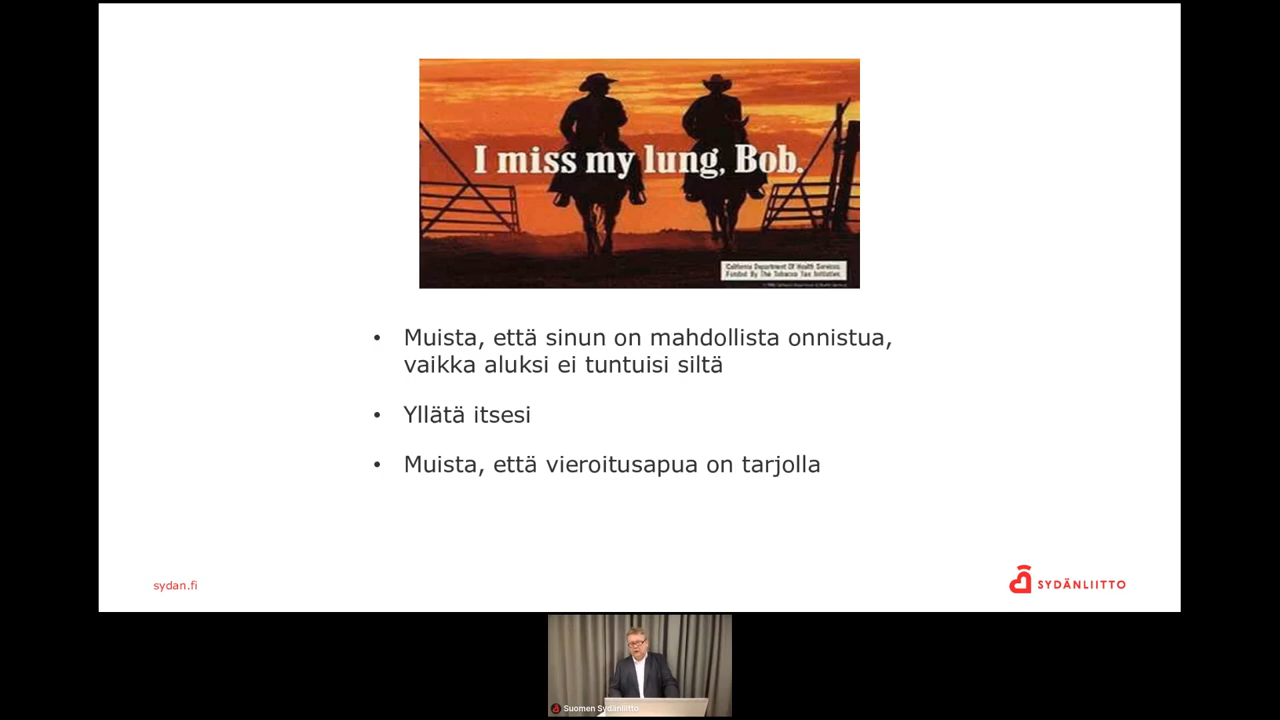 I miss my lung, Bob.
California Department Of Health Services.
Funded By The Tobacco Tax Initiative.
• Muista, että sinun on mahdollista onnistua,
vaikka aluksi ei tuntuisi siltä
• Yllätä itsesi
• Muista, että vieroitusapua on tarjolla
sydan.fi
SYDÄNLIITTO
Suomen Sydänliitto